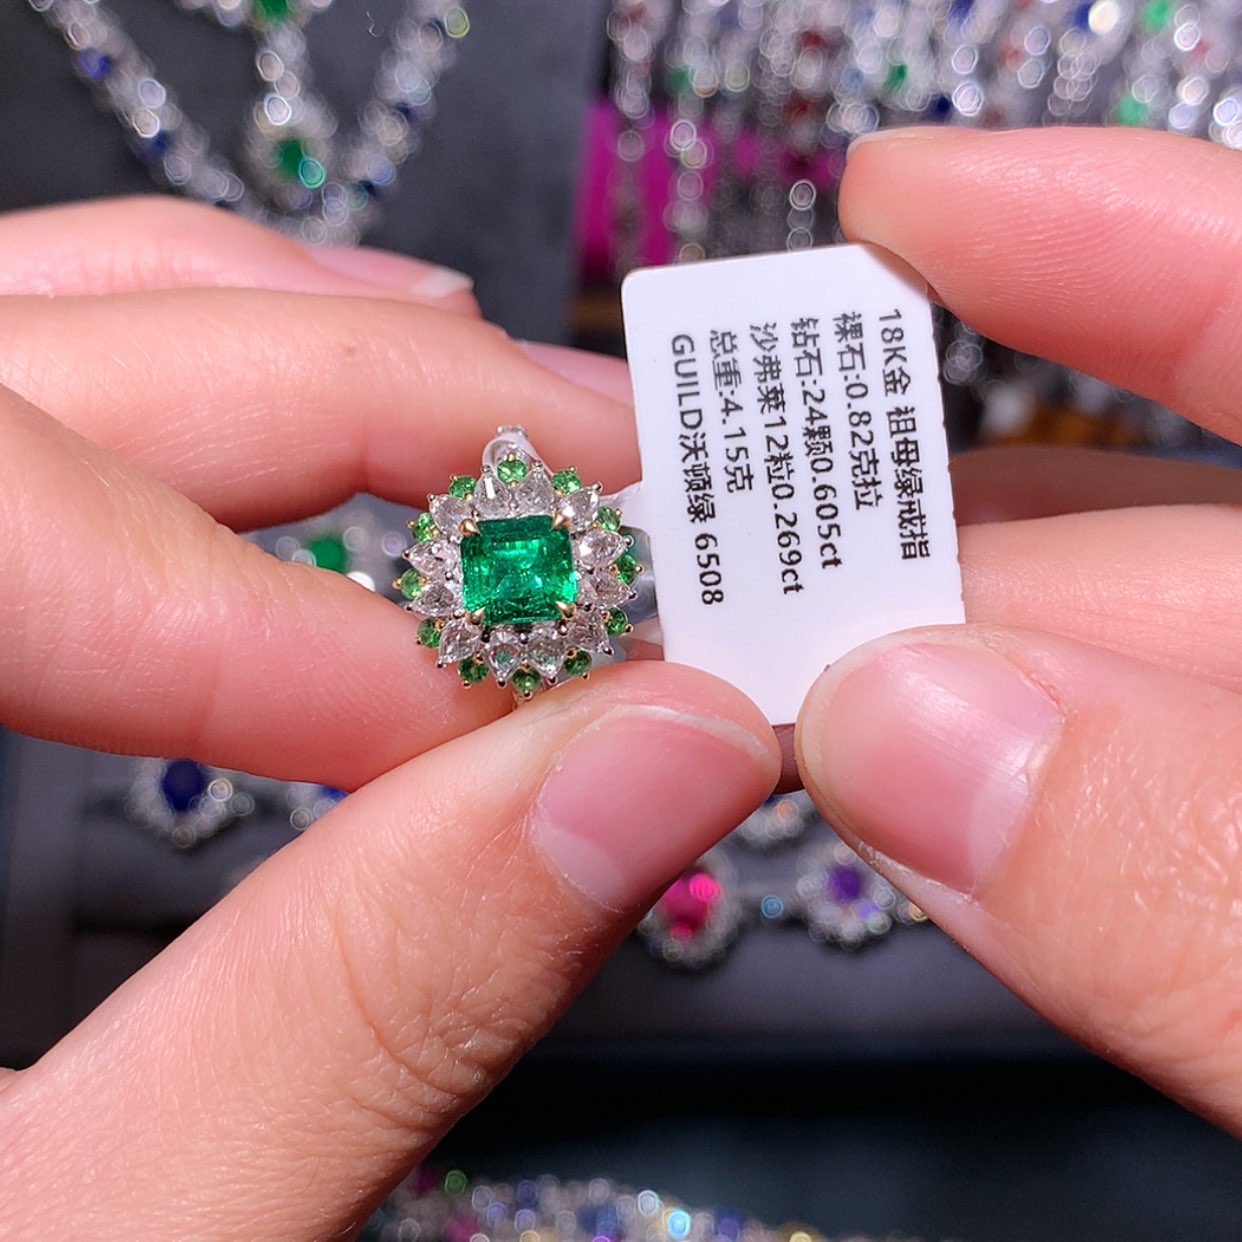 18K金 祖母绿戒指
裸石:0.82克拉
钻石:24颗0.605ct
沙弗莱12粒0.269ct
总重:4.15克
GUILD沃顿绿 6508